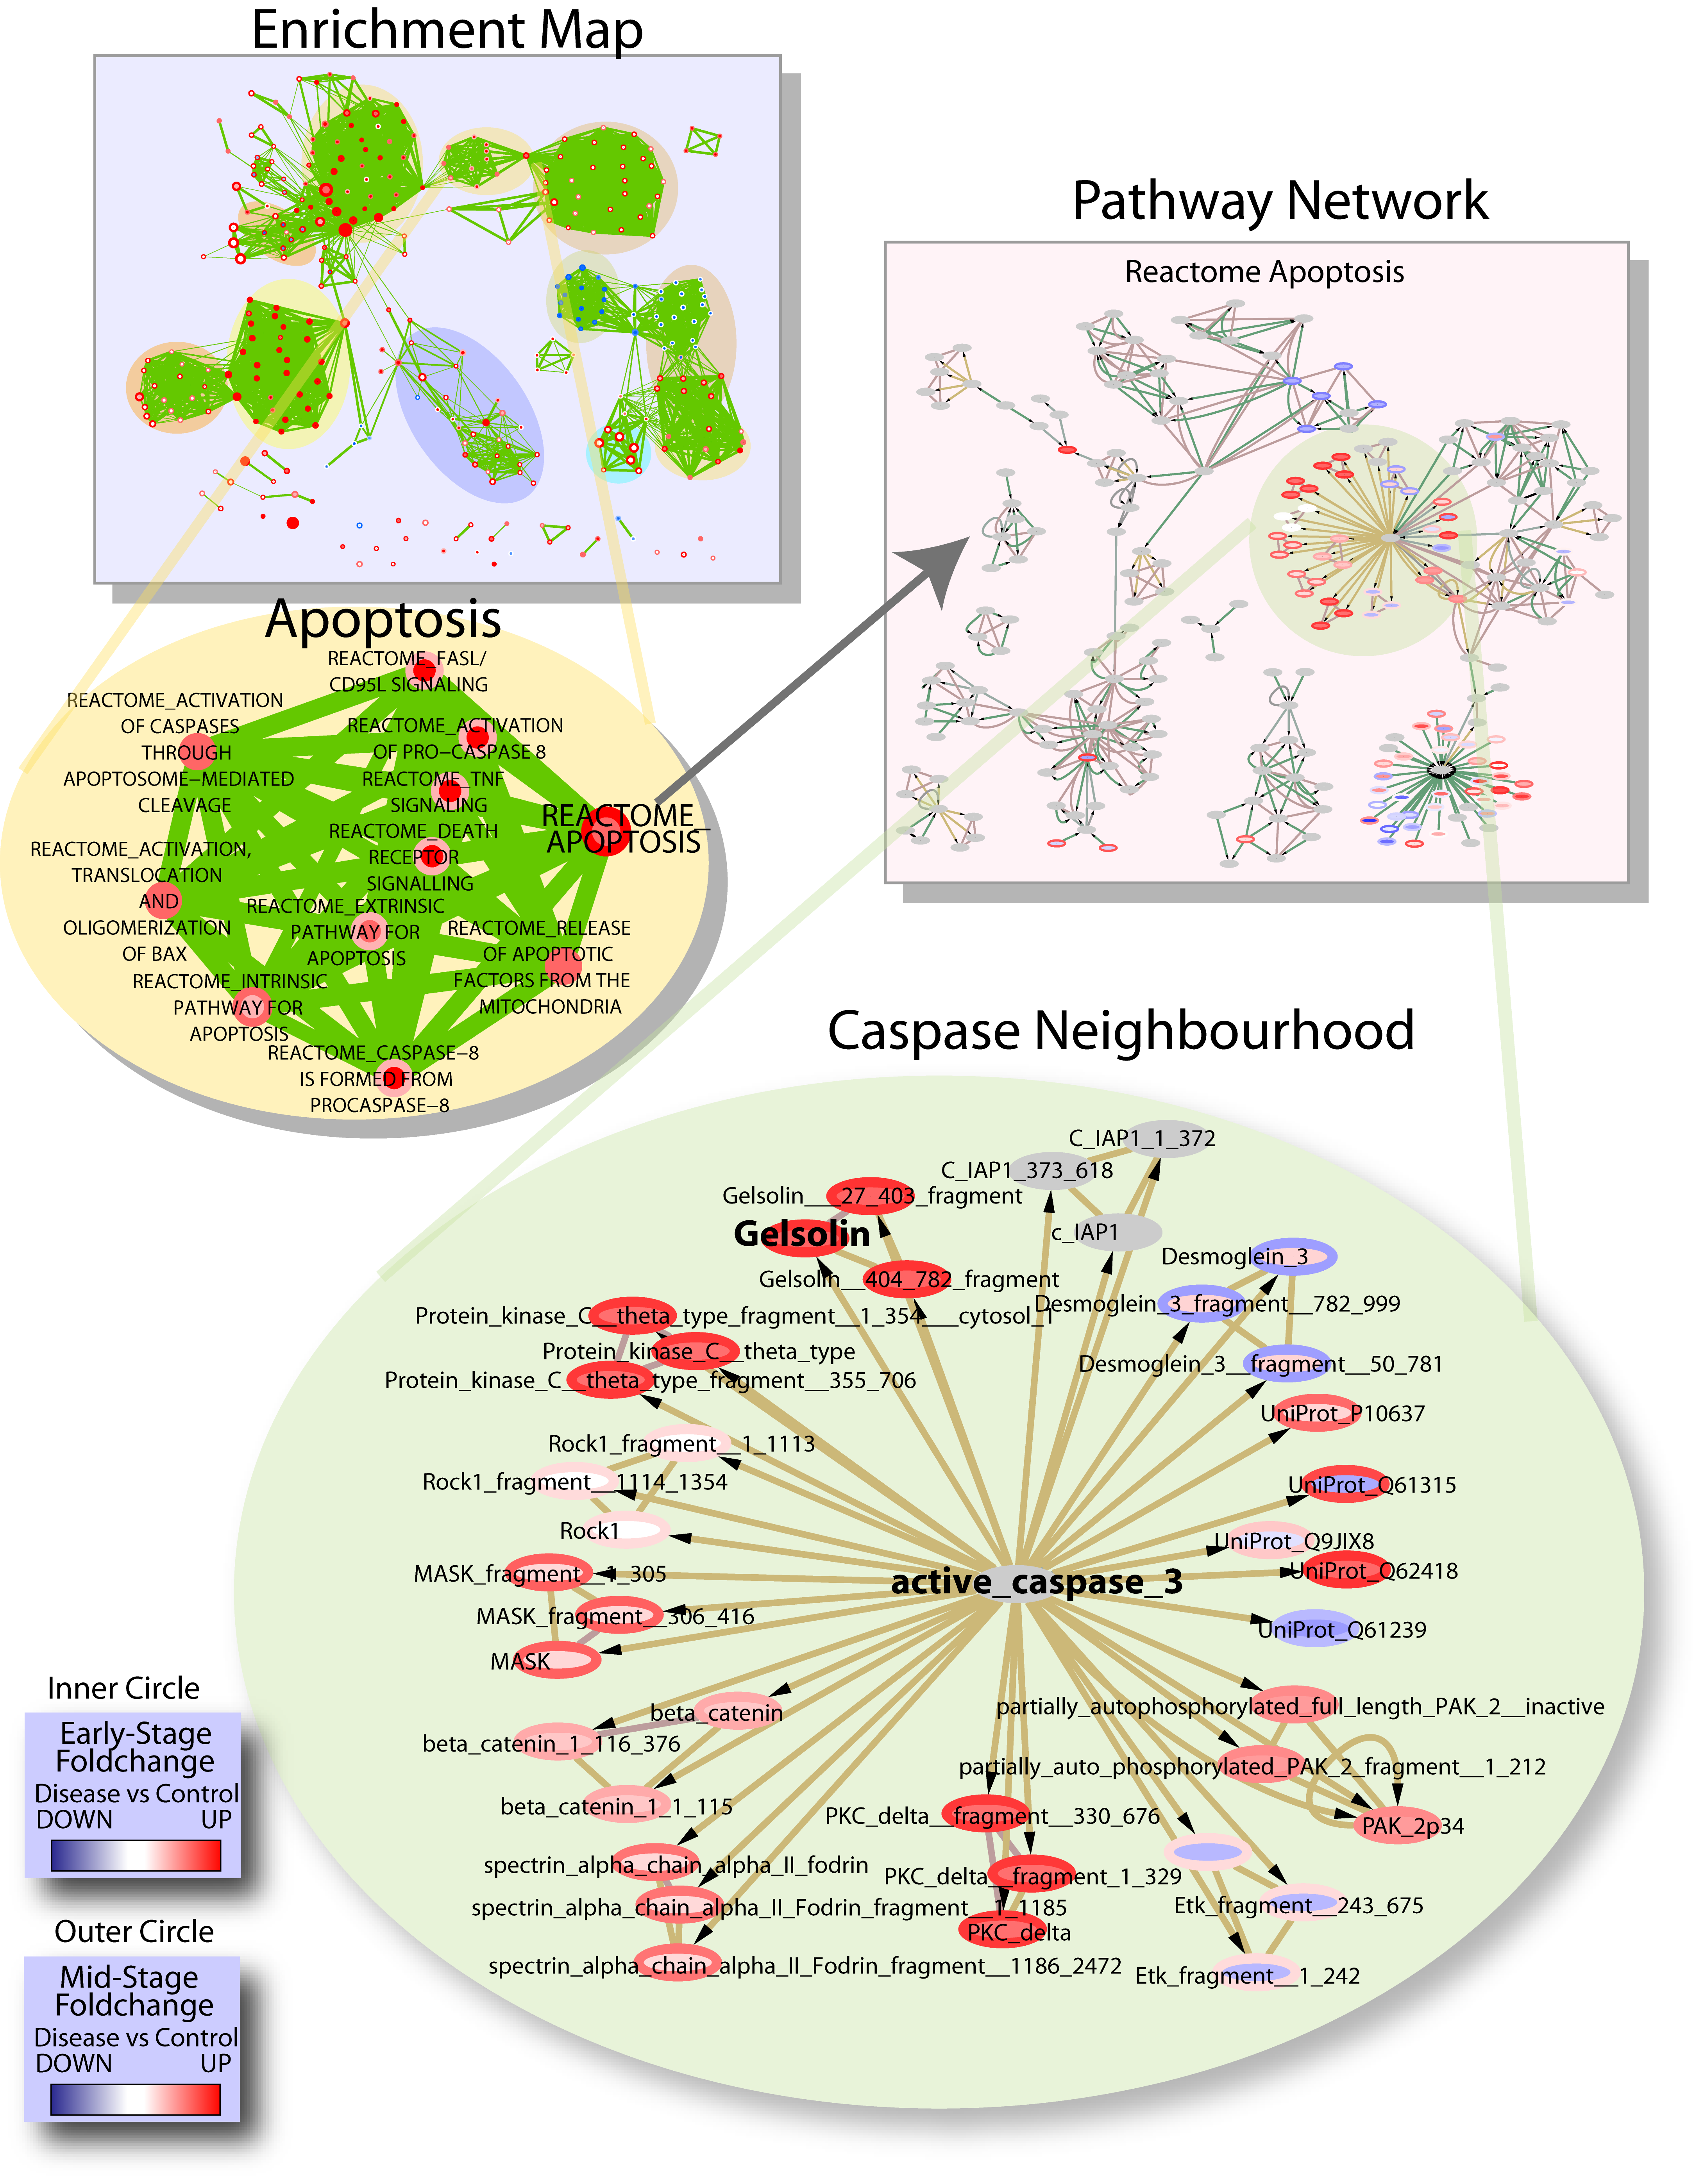 Enrichment Map
Pathway Network
Reactome Apoptosis
Apoptosis
REACTOME_FASL/
CD95L SIGNALING
REACTOME_ACTIVATION
OF CASPASES
THROUGH
APOPTOSOME−MEDIATED
CLEAVAGE
REACTOME_ACTIVATION
OF PRO−CASPASE 8
REACTOME_TNF
SIGNALING
REACTOME_
APOPTOSIS
REACTOME_DEATH
RECEPTOR
SIGNALLING
REACTOME_ACTIVATION,
TRANSLOCATION
AND
OLIGOMERIZATION
OF BAX
REACTOME_EXTRINSIC
PATHWAY FOR
APOPTOSIS
REACTOME_RELEASE
OF APOPTOTIC
FACTORS FROM THE
MITOCHONDRIA
REACTOME_INTRINSIC
PATHWAY FOR
APOPTOSIS
REACTOME_CASPASE−8
IS FORMED FROM
PROCASPASE−8
Caspase Neighbourhood
C_IAP1_1_372
C_IAP1_373_618
Gelsolin___27_403_fragment
Gelsolin
c_IAP1
Desmoglein_3
Gelsolin__404_782_fragment
Desmoglein_3_fragment__782_999
Protein_kinase_C__theta_type_fragment__1_354___cytosol_1
Protein_kinase_C__theta_type
Desmoglein_3__fragment__50_781
Protein_kinase_C__theta_type_fragment__355_706
UniProt_P10637
Rock1_fragment__1_1113
Rock1_fragment__1114_1354
UniProt_Q61315
Rock1
UniProt_Q9JIX8
MASK_fragment__1_305
UniProt_Q62418
active_caspase_3
MASK_fragment__306_416
UniProt_Q61239
MASK
partially_autophosphorylated_full_length_PAK_2__inactive
beta_catenin
beta_catenin_1_116_376
partially_auto_phosphorylated_PAK_2_fragment__1_212
beta_catenin_1_1_115
PKC_delta__fragment__330_676
PAK_2p34
spectrin_alpha_chain_alpha_II_fodrin
PKC_delta__fragment_1_329
spectrin_alpha_chain_alpha_II_Fodrin_fragment__1_1185
Etk_fragment__243_675
PKC_delta
spectrin_alpha_chain_alpha_II_Fodrin_fragment__1186_2472
Etk_fragment__1_242
Inner Circle
Early-Stage
Foldchange
Disease vs Control
DOWN UP
Outer Circle
Mid-Stage
Foldchange
Disease vs Control
DOWN UP